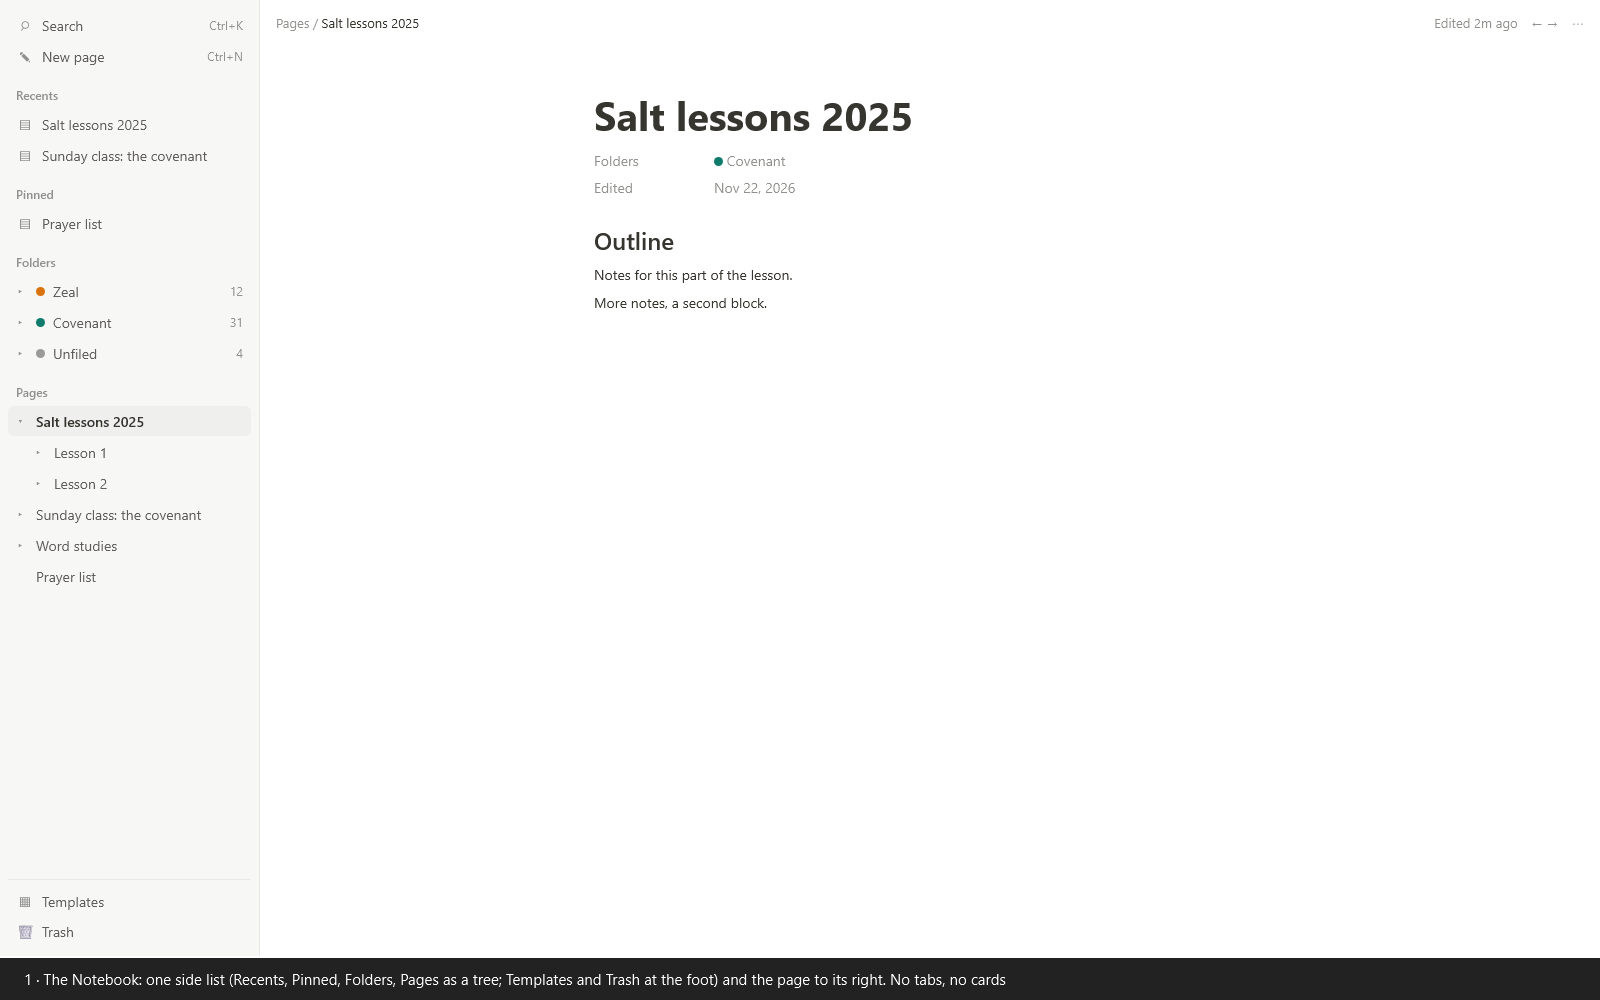 Search Ctrl+K
New page Ctrl+N
Recents
Salt lessons 2025
Sunday class: the covenant
Pinned
Prayer list
Folders
Zeal 12
Covenant 31
Unfiled 4
Pages
Salt lessons 2025
Lesson 1
Lesson 2
Sunday class: the covenant
Word studies
Prayer list
Templates
Trash
Pages / Salt lessons 2025
Edited 2m ago ← → ···
Salt lessons 2025
Folders Covenant
Edited Nov 22, 2026
Outline
Notes for this part of the lesson.
More notes, a second block.
1 · The Notebook: one side list (Recents, Pinned, Folders, Pages as a tree; Templates and Trash at the foot) and the page to its right. No tabs, no cards